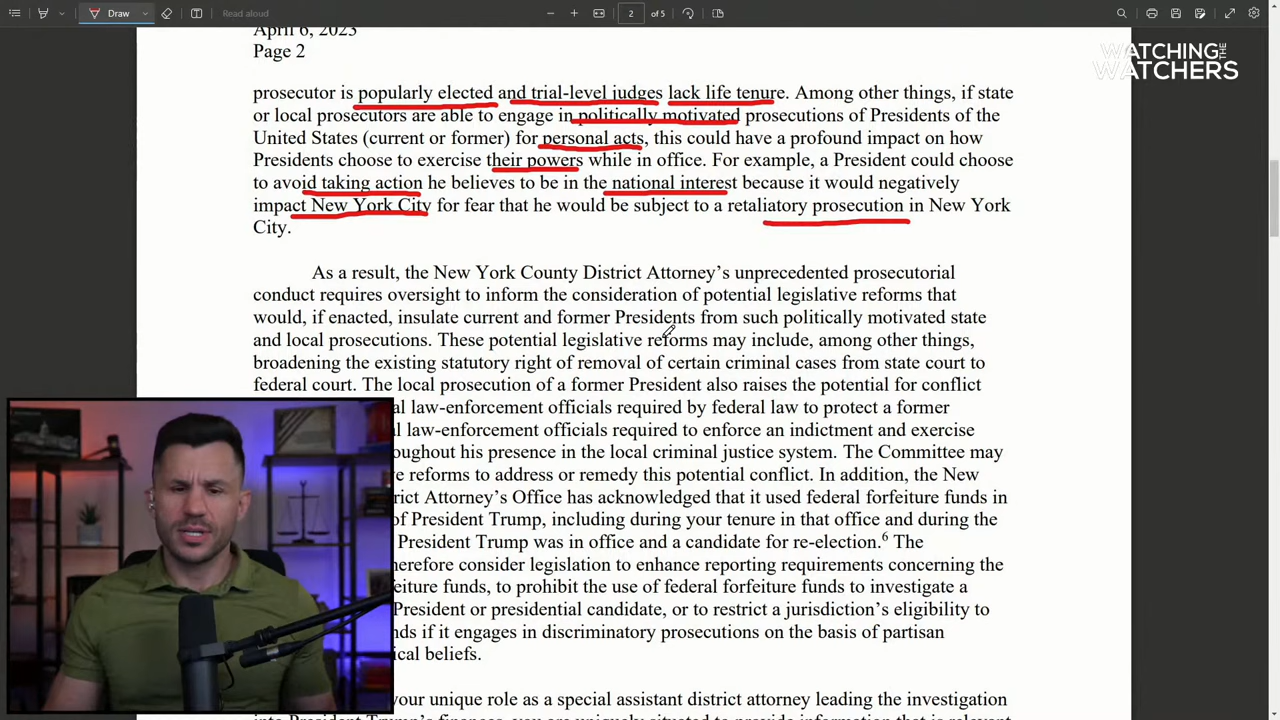 Draw
Read aloud
2
of 5
WATCHING THE
WATCHERS
April 6, 2023
Page 2
prosecutor is popularly elected and trial-level judges lack life tenure. Among other things, if state
or local prosecutors are able to engage in politically motivated prosecutions of Presidents of the
United States (current or former) for personal acts, this could have a profound impact on how
Presidents choose to exercise their powers while in office. For example, a President could choose
to avoid taking action he believes to be in the national interest because it would negatively
impact New York City for fear that he would be subject to a retaliatory prosecution in New York
City.
As a result, the New York County District Attorney’s unprecedented prosecutorial
conduct requires oversight to inform the consideration of potential legislative reforms that
would, if enacted, insulate current and former Presidents from such politically motivated state
and local prosecutions. These potential legislative reforms may include, among other things,
broadening the existing statutory right of removal of certain criminal cases from state court to
federal court. The local prosecution of a former President also raises the potential for conflict
al law-enforcement officials required by federal law to protect a former
al law-enforcement officials required to enforce an indictment and exercise
oughout his presence in the local criminal justice system. The Committee may
e reforms to address or remedy this potential conflict. In addition, the New
rict Attorney’s Office has acknowledged that it used federal forfeiture funds in
of President Trump, including during your tenure in that office and during the
President Trump was in office and a candidate for re-election.6 The
herefore consider legislation to enhance reporting requirements concerning the
feiture funds, to prohibit the use of federal forfeiture funds to investigate a
President or presidential candidate, or to restrict a jurisdiction’s eligibility to
nds if it engages in discriminatory prosecutions on the basis of partisan
ical beliefs.
your unique role as a special assistant district attorney leading the investigation
into President Trump’s finances, you are uniquely situated to provide information that is relevant